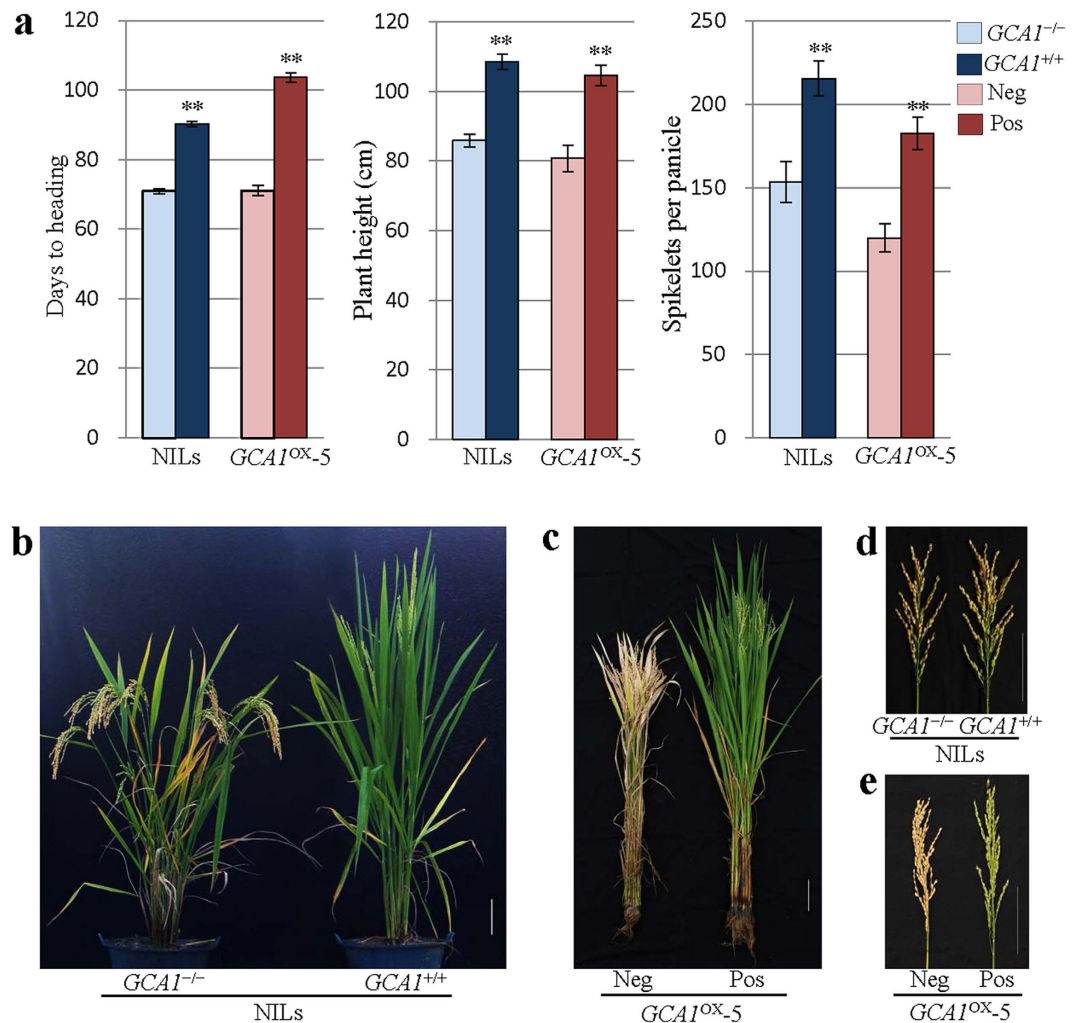 a
Days to heading
120
100
80
60
40
20
0
**
**
NILs GCA1ᴼˣ-5
Plant height (cm)
120
100
80
60
40
20
0
**
**
NILs GCA1ᴼˣ-5
Spikelets per panicle
250
200
150
100
50
0
**
**
NILs GCA1ᴼˣ-5
GCA1⁻/⁻
GCA1⁺/⁺
Neg
Pos
b
GCA1⁻/⁻ GCA1⁺/⁺
NILs
c
Neg Pos
GCA1ᴼˣ-5
d
GCA1⁻/⁻ GCA1⁺/⁺
NILs
e
Neg Pos
GCA1ᴼˣ-5